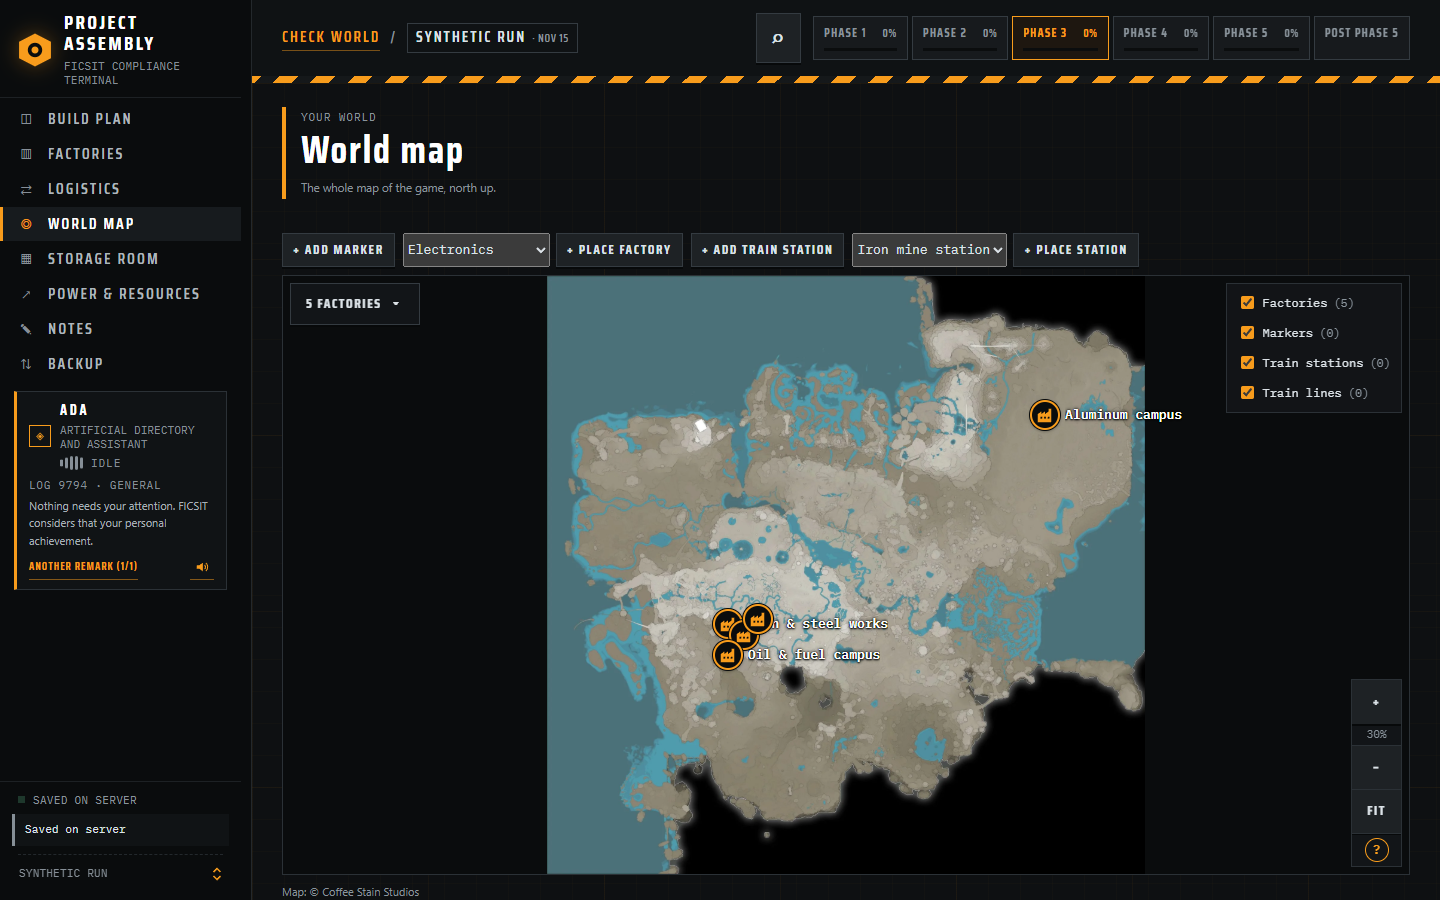 PROJECT
ASSEMBLY
FICSIT COMPLIANCE
TERMINAL
BUILD PLAN
FACTORIES
LOGISTICS
WORLD MAP
STORAGE ROOM
POWER & RESOURCES
NOTES
BACKUP
ADA
ARTIFICIAL DIRECTORY
AND ASSISTANT
IDLE
LOG 9794 · GENERAL
Nothing needs your attention. FICSIT
considers that your personal
achievement.
ANOTHER REMARK (1/1)
SAVED ON SERVER
Saved on server
SYNTHETIC RUN
CHECK WORLD / SYNTHETIC RUN · NOV 15
PHASE 1 0%
PHASE 2 0%
PHASE 3 0%
PHASE 4 0%
PHASE 5 0%
POST PHASE 5
YOUR WORLD
World map
The whole map of the game, north up.
+ ADD MARKER
Electronics
+ PLACE FACTORY
+ ADD TRAIN STATION
Iron mine station
+ PLACE STATION
5 FACTORIES
Factories (5)
Markers (0)
Train stations (0)
Train lines (0)
Aluminum campus
& steel works
Oil & fuel campus
+
30%
-
FIT
?
Map: © Coffee Stain Studios